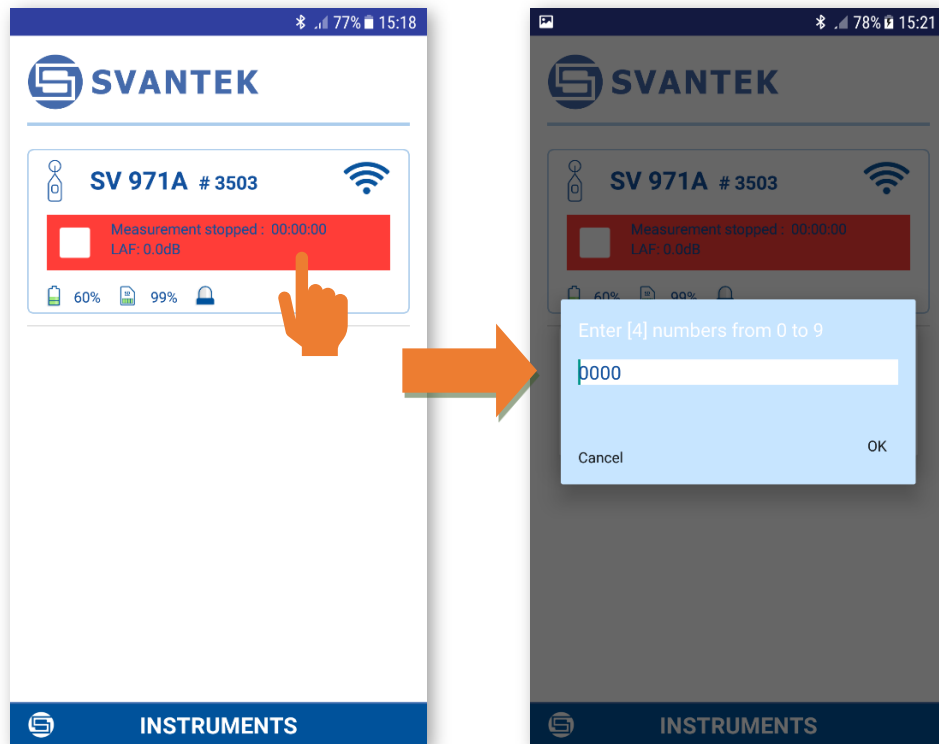 77% 15:18
SVANTEK
SV 971A # 3503
Measurement stopped : 00:00:00
LAF: 0.0dB
60% 99%
INSTRUMENTS
78% 15:21
SVANTEK
SV 971A # 3503
Measurement stopped : 00:00:00
LAF: 0.0dB
60% 99%
Enter [4] numbers from 0 to 9
0000
Cancel
OK
INSTRUMENTS